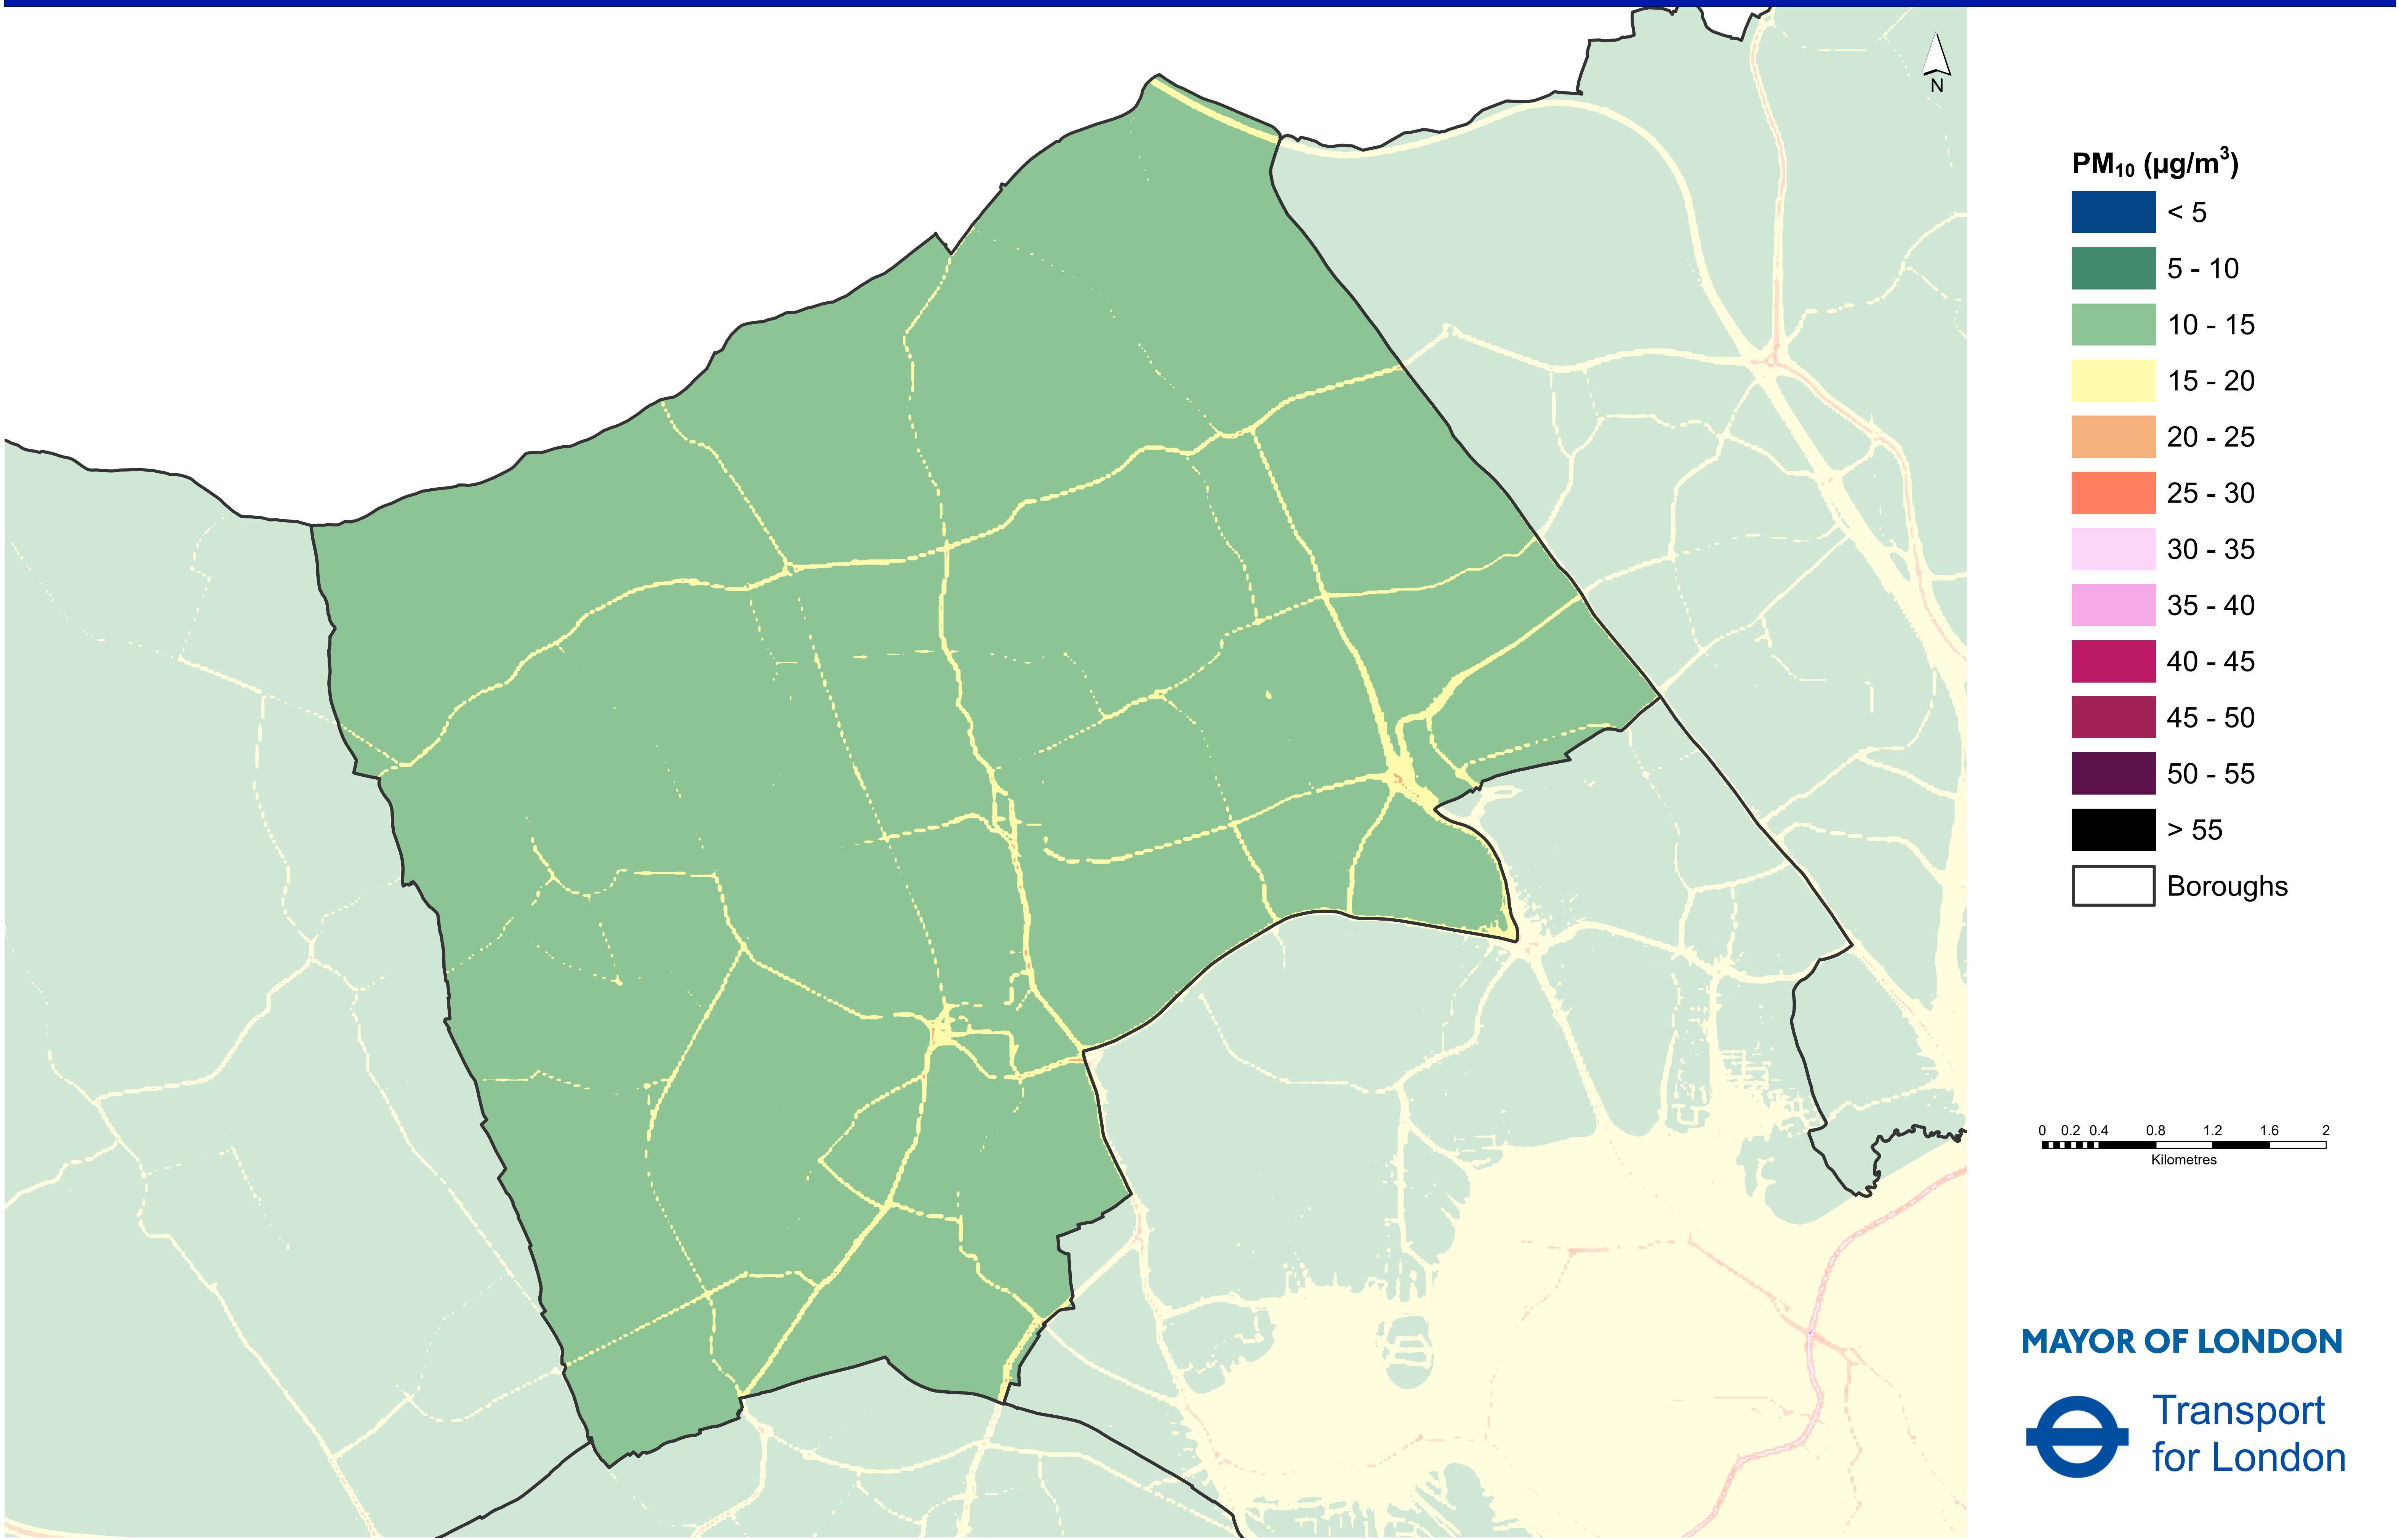 N
PM₁₀ (µg/m³)
< 5
5 - 10
10 - 15
15 - 20
20 - 25
25 - 30
30 - 35
35 - 40
40 - 45
45 - 50
50 - 55
> 55
Boroughs
0 0.2 0.4 0.8 1.2 1.6 2
Kilometres
MAYOR OF LONDON
Transport
for London